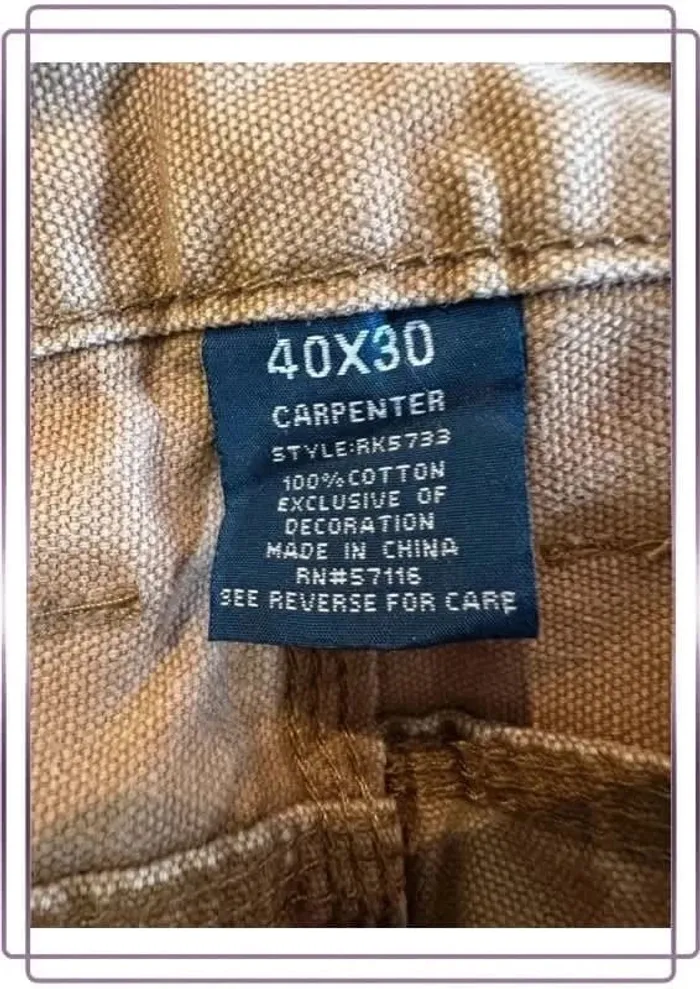 40X30
CARPENTER
STYLE:RK5733
100%COTTON
EXCLUSIVE OF
DECORATION
MADE IN CHINA
RN#57116
SEE REVERSE FOR CARE